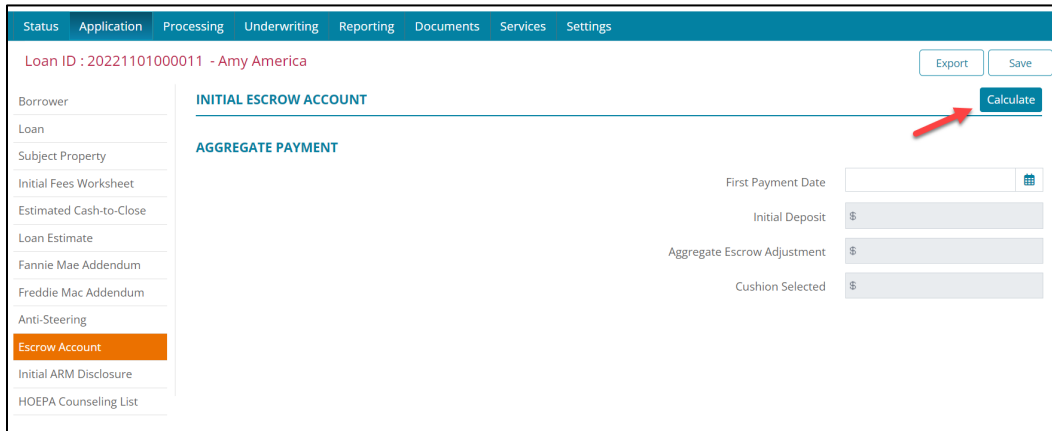 Status Application Processing Underwriting Reporting Documents Services Settings
Loan ID : 20221101000011 - Amy America
Export Save
Borrower
Loan
Subject Property
Initial Fees Worksheet
Estimated Cash-to-Close
Loan Estimate
Fannie Mae Addendum
Freddie Mac Addendum
Anti-Steering
Escrow Account
Initial ARM Disclosure
HOEPA Counseling List
INITIAL ESCROW ACCOUNT
Calculate
AGGREGATE PAYMENT
First Payment Date
Initial Deposit $
Aggregate Escrow Adjustment $
Cushion Selected $